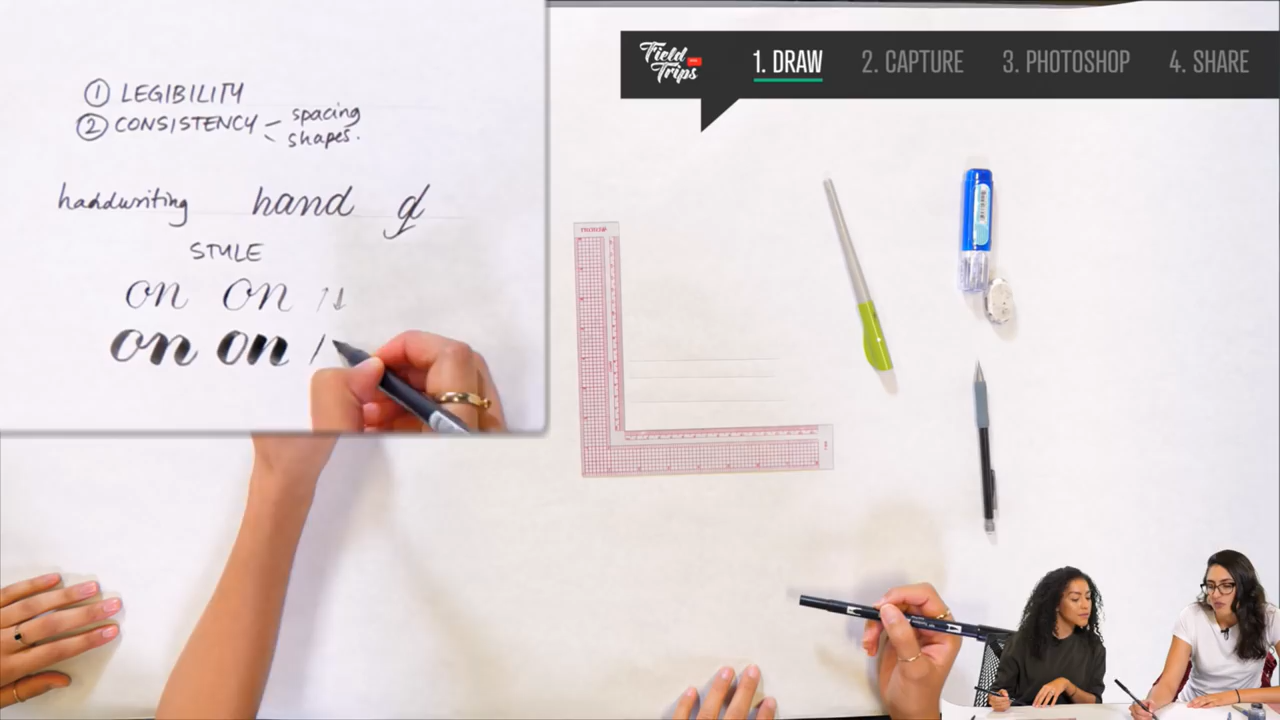 ① LEGIBILITY
② CONSISTENCY – spacing
shapes.
handwriting hand g
STYLE
on on ↑↓
on on
Field Trips
1. DRAW 2. CAPTURE 3. PHOTOSHOP 4. SHARE